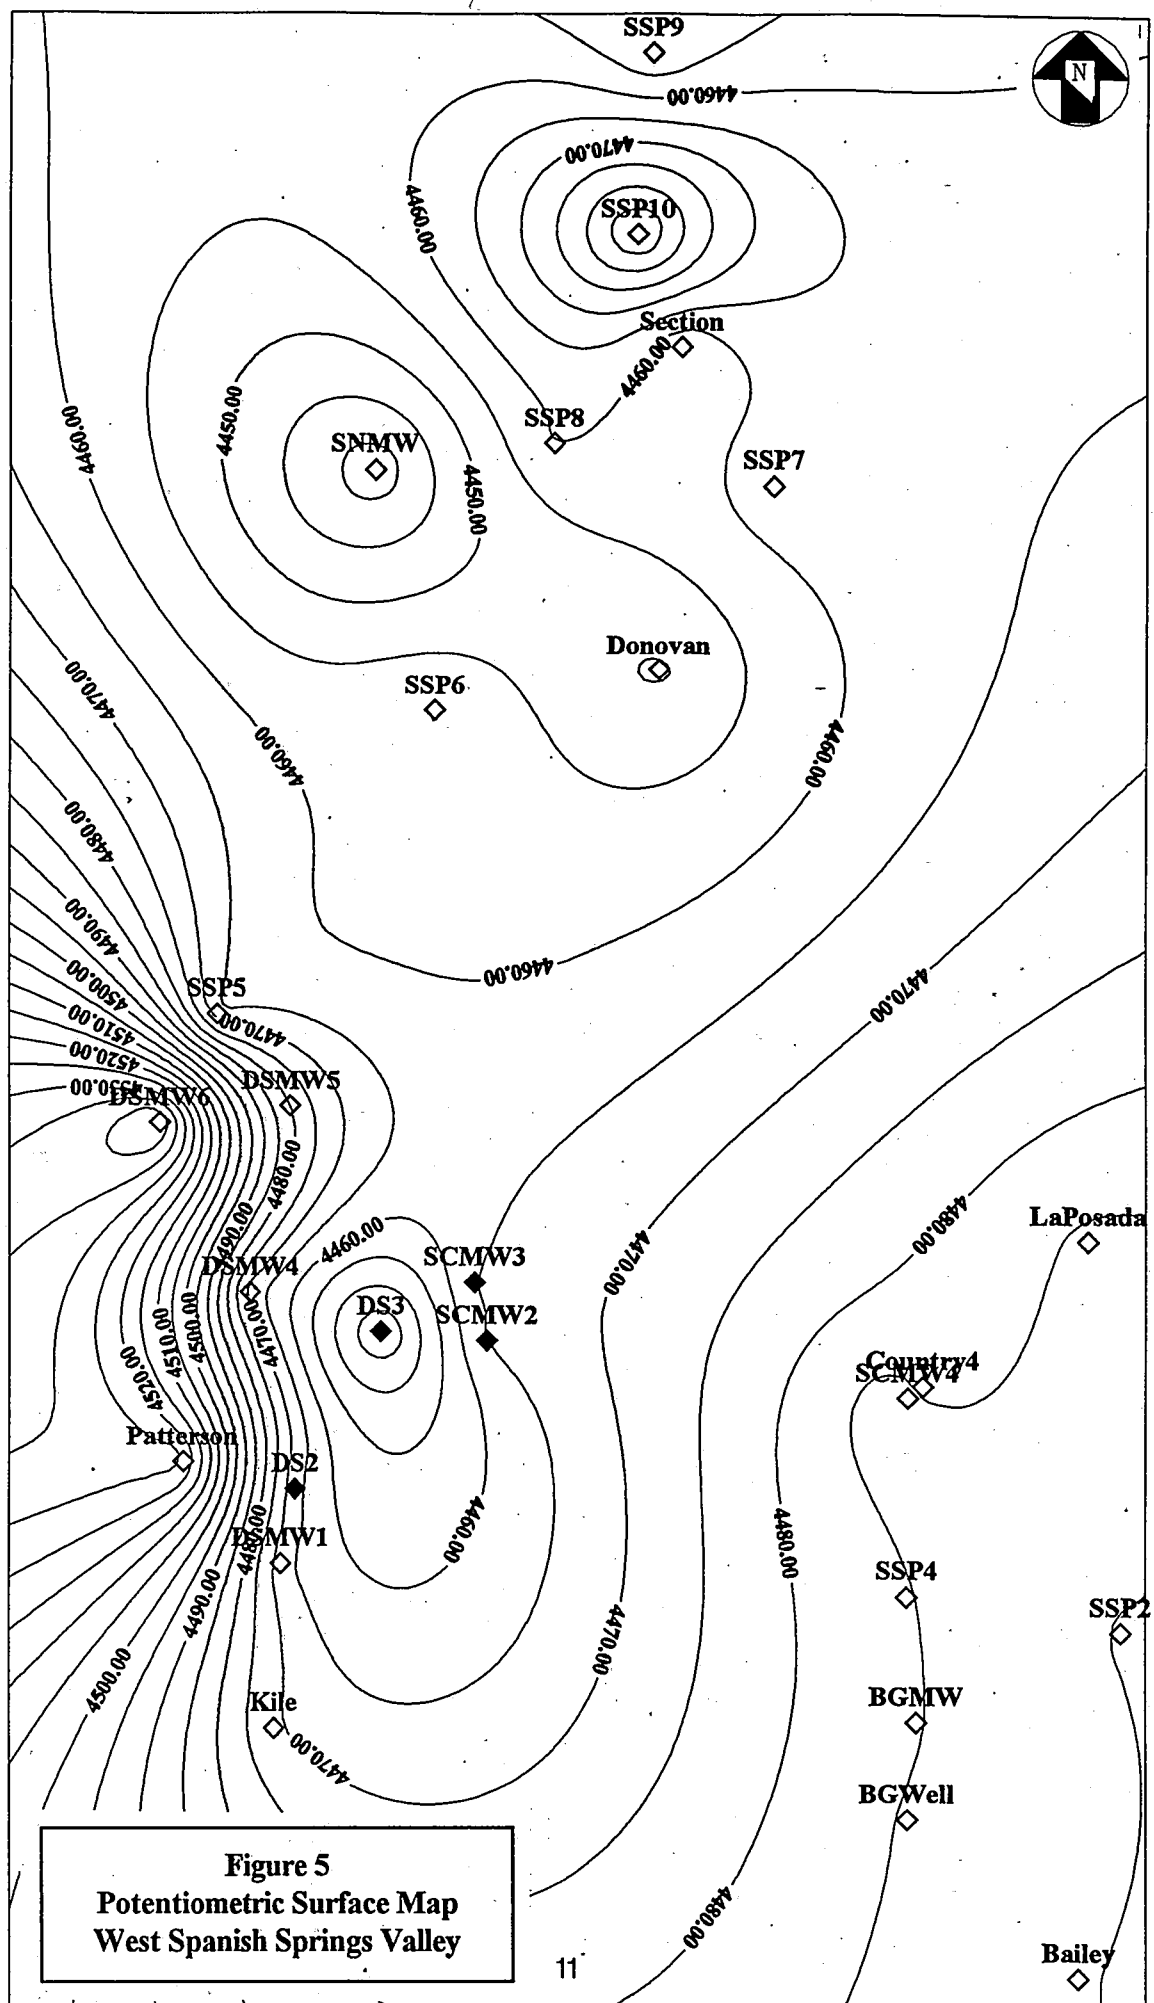 SSP9
N
4460.00
4470.00
SSP10
4460.00
Section
4460.00
SSP8
4450.00
SNMW
4460.00
SSP7
4450.00
Donovan
4470.00
SSP6
4460.00
4460.00
4480.00
4490.00
4460.00
4470.00
SSP5
4500.00
4470.00
4510.00
4520.00
4530.00
DSMW5
DSMW6
4480.00
4490.00
4480.00
LaPosada
4460.00
SCMW3
4470.00
DSMW4
DS3
SCMW2
4500.00
4510.00
4470.00
4520.00
Country4
SCMW4
Patterson
DS2
4460.00
4480.00
4480.00
DSMW1
SSP4
4490.00
SSP2
4470.00
4500.00
Kile
BGMW
4470.00
BGWell
Figure 5
Potentiometric Surface Map
West Spanish Springs Valley
4480.00
Bailey
11